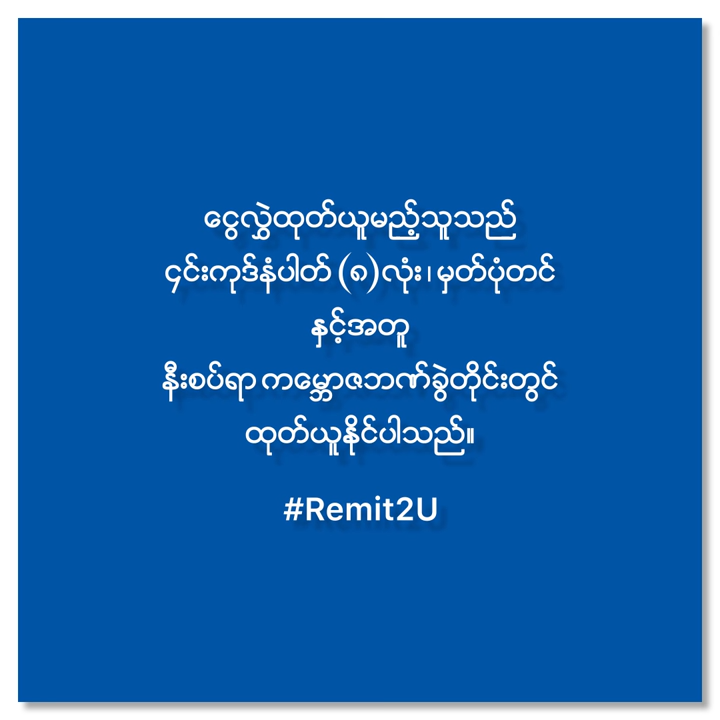 ငွေလွှဲထုတ်ယူမည့်သူသည်
၎င်းကုဒ်နံပါတ် (၈)လုံး၊ မှတ်ပုံတင်
နှင့်အတူ
နီးစပ်ရာ ကမ္ဘောဇဘဏ်ခွဲတိုင်းတွင်
ထုတ်ယူနိုင်ပါသည်။
#Remit2U